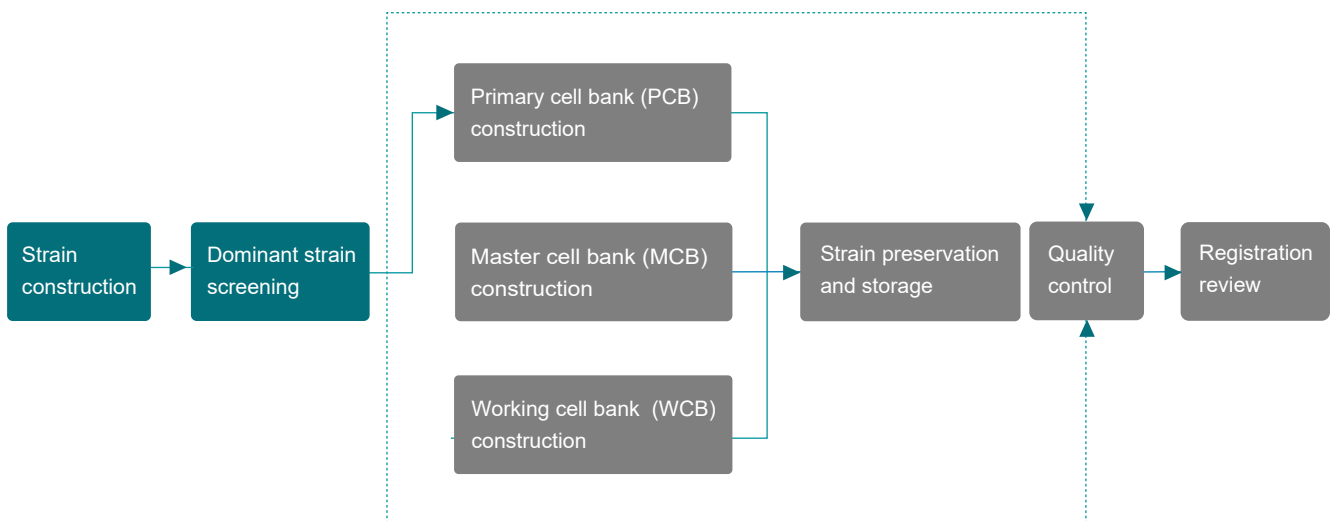 Strain
construction
Dominant strain
screening
Primary cell bank (PCB)
construction
Master cell bank (MCB)
construction
Working cell bank  (WCB)
construction
Strain preservation
and storage
Quality
control
Registration
review